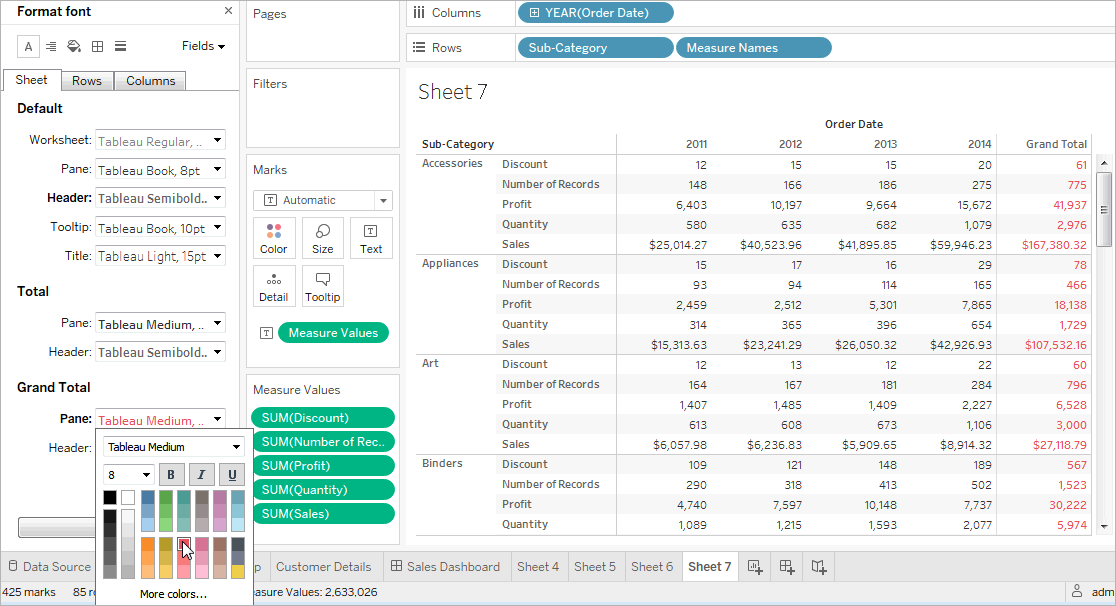 Format font
Fields
Sheet Rows Columns
Default
Worksheet: Tableau Regular, ..
Pane: Tableau Book, 8pt
Header: Tableau Semibold..
Tooltip: Tableau Book, 10pt
Title: Tableau Light, 15pt
Total
Pane: Tableau Medium, ..
Header: Tableau Semibold..
Grand Total
Pane: Tableau Medium, ..
Header:
Tableau Medium
8 B I U
More colors...
Pages
Filters
Marks
Automatic
Color Size Text
Detail Tooltip
Measure Values
Measure Values
SUM(Discount)
SUM(Number of Rec..
SUM(Profit)
SUM(Quantity)
SUM(Sales)
Columns YEAR(Order Date)
Rows Sub-Category Measure Names
Sheet 7
Order Date
Sub-Category 2011 2012 2013 2014 Grand Total
Accessories Discount 12 15 15 20 61
Number of Records 148 166 186 275 775
Profit 6,403 10,197 9,664 15,672 41,937
Quantity 580 635 682 1,079 2,976
Sales $25,014.27 $40,523.96 $41,895.85 $59,946.23 $167,380.32
Appliances Discount 15 17 16 29 78
Number of Records 93 94 114 165 466
Profit 2,459 2,512 5,301 7,865 18,138
Quantity 314 365 396 654 1,729
Sales $15,313.63 $23,241.29 $26,050.32 $42,926.93 $107,532.16
Art Discount 12 13 12 22 60
Number of Records 164 167 181 284 796
Profit 1,407 1,485 1,409 2,227 6,528
Quantity 613 608 673 1,106 3,000
Sales $6,057.98 $6,236.83 $5,909.65 $8,914.32 $27,118.79
Binders Discount 109 121 148 189 567
Number of Records 290 318 413 502 1,523
Profit 4,740 7,597 10,148 7,737 30,222
Quantity 1,089 1,215 1,593 2,077 5,974
Data Source p Customer Details Sales Dashboard Sheet 4 Sheet 5 Sheet 6 Sheet 7
425 marks 85 ro easure Values: 2,633,026 adm